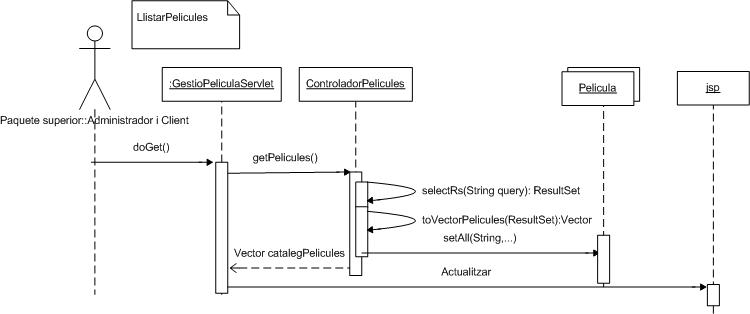 LlistarPelicules
:GestioPeliculaServlet
ControladorPelicules
Pelicula
jsp
Paquete superior::Administrador i Client
doGet()
getPelicules()
selectRs(String query): ResultSet
toVectorPelicules(ResultSet):Vector
setAll(String,...)
Vector catalegPelicules
Actualitzar